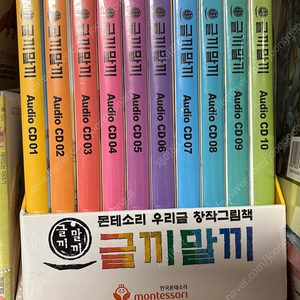 글끼말끼 Audio CD 01
글끼말끼 Audio CD 02
글끼말끼 Audio CD 03
글끼말끼 Audio CD 04
글끼말끼 Audio CD 05
글끼말끼 Audio CD 06
글끼말끼 Audio CD 07
글끼말끼 Audio CD 08
글끼말끼 Audio CD 09
글끼말끼 Audio CD 10
몬테소리 우리글 창작그림책
글끼말끼
글끼말끼
한국몬테소리
montessori